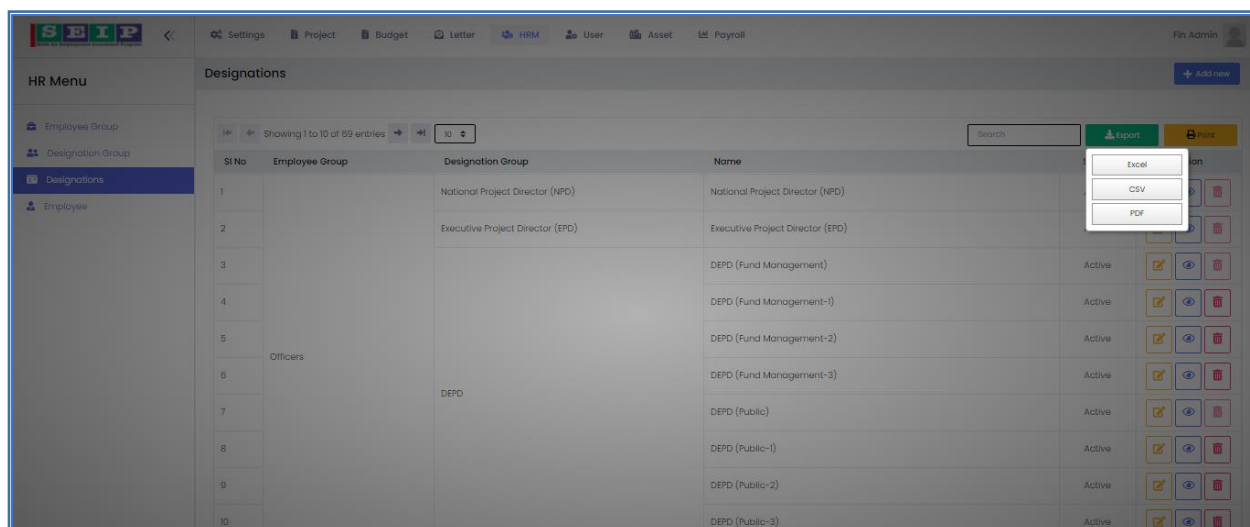 SEIP
Settings Project Budget Letter HRM User Asset Payroll Fin Admin
HR Menu
Designations
Add new
Employee Group
Designation Group
Designations
Employee
Showing 1 to 10 of 69 entries 10 Search Export Print
Excel
CSV
PDF
SI No Employee Group Designation Group Name
1 National Project Director (NPD) National Project Director (NPD)
2 Executive Project Director (EPD) Executive Project Director (EPD)
3 DEPD (Fund Management) Active
4 DEPD (Fund Management-1) Active
5 DEPD (Fund Management-2) Active
Officers
6 DEPD (Fund Management-3) Active
DEPD
7 DEPD (Public) Active
8 DEPD (Public-1) Active
9 DEPD (Public-2) Active
10 DEPD (Public-3) Active